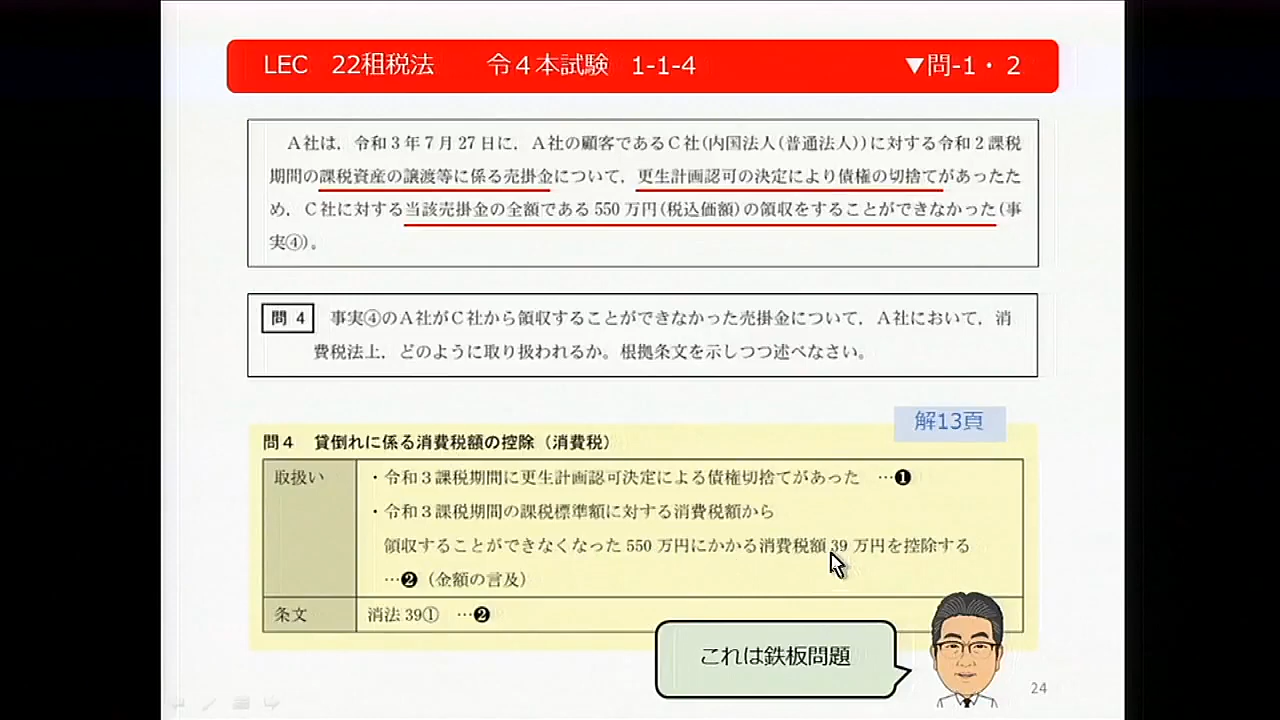 LEC 22租税法 令4本試験 1-1-4 ▼問-1・2
A社は，令和3年7月27日に，A社の顧客であるC社(内国法人(普通法人))に対する令和2課税
期間の課税資産の譲渡等に係る売掛金について，更生計画認可の決定により債権の切捨てがあったた
め，C社に対する当該売掛金の全額である550万円(税込価額)の領収をすることができなかった(事
実④)。
問 4 事実④のA社がC社から領収することができなかった売掛金について，A社において，消
費税法上，どのように取り扱われるか。根拠条文を示しつつ述べなさい。
解13頁
問4 貸倒れに係る消費税額の控除（消費税）
取扱い ・令和3課税期間に更生計画認可決定による債権切捨てがあった …❶
・令和3課税期間の課税標準額に対する消費税額から
領収することができなくなった550万円にかかる消費税額39万円を控除する
…❷（金額の言及）
条文 消法39① …❷
これは鉄板問題
24